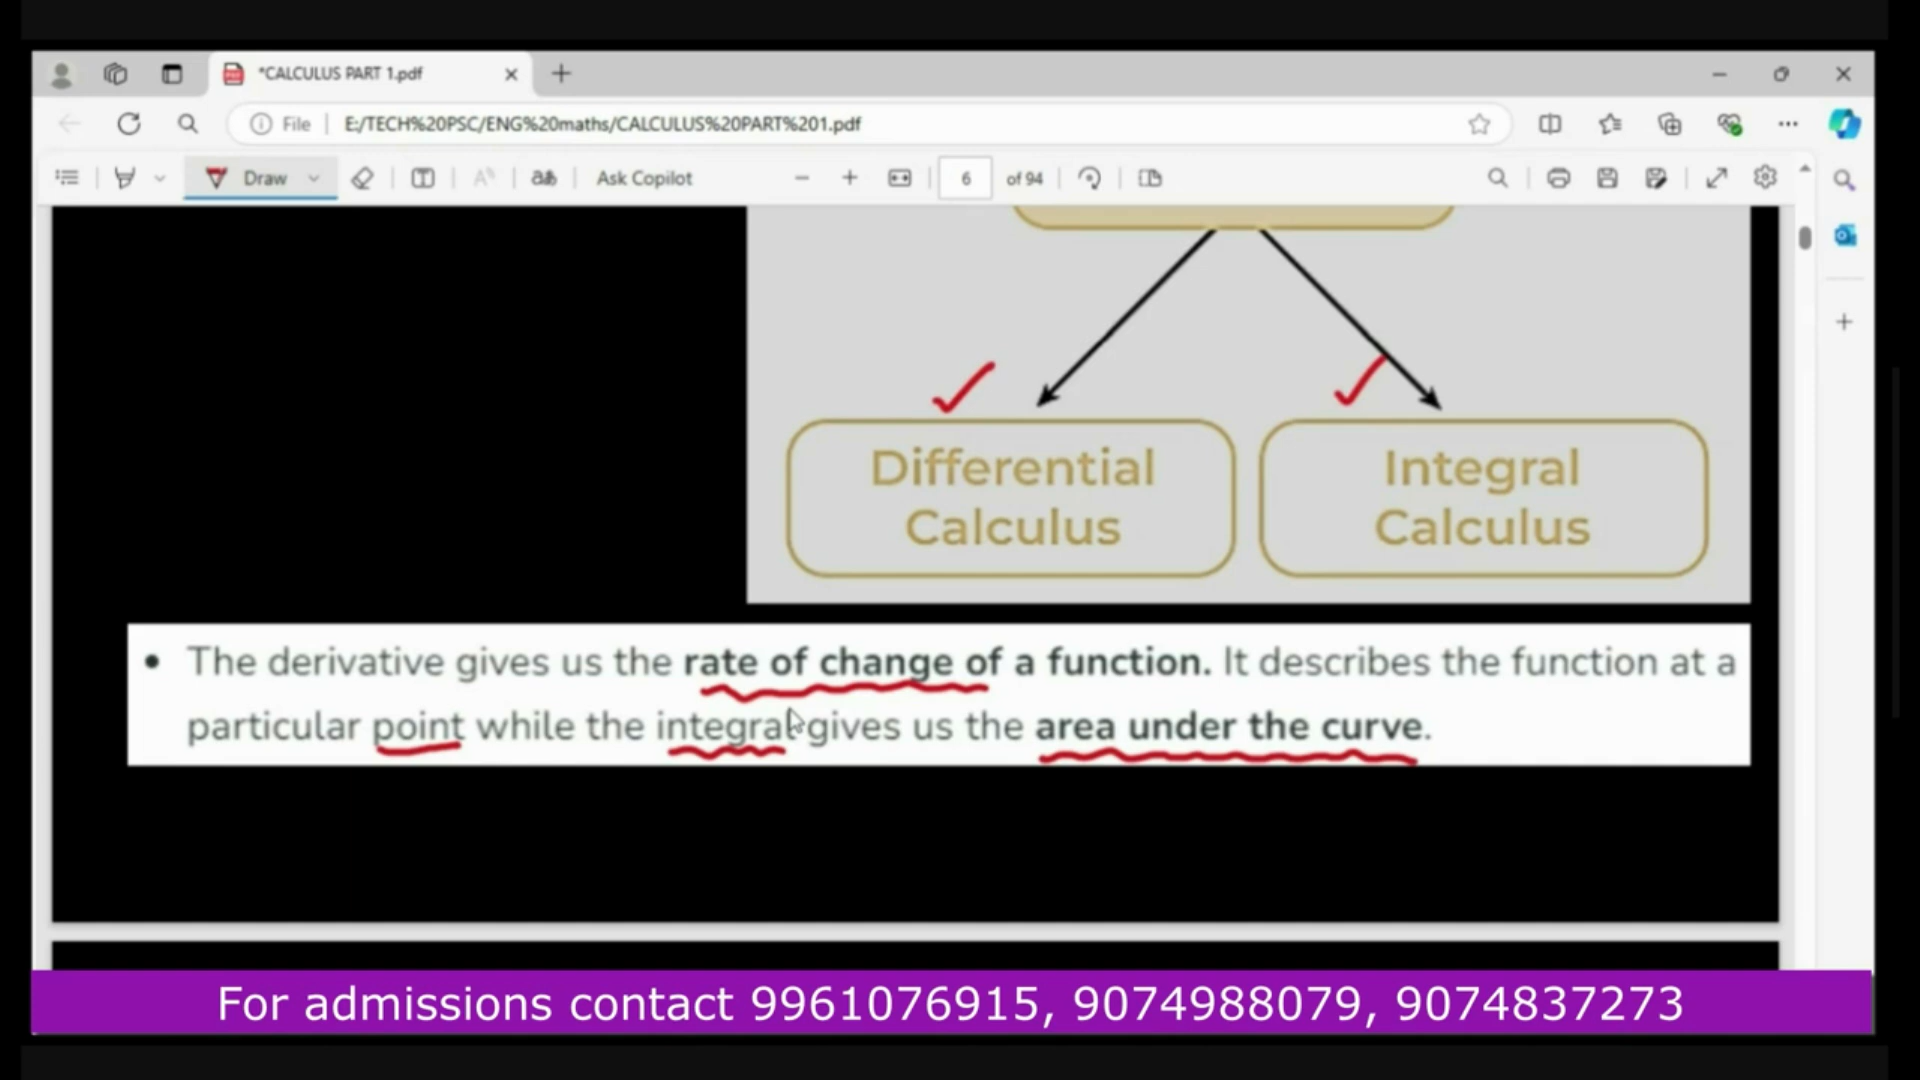 *CALCULUS PART 1.pdf
File E:/TECH%20PSC/ENG%20maths/CALCULUS%20PART%201.pdf
Draw Ask Copilot 6 of 94
Differential
Calculus
Integral
Calculus
• The derivative gives us the rate of change of a function. It describes the function at a
particular point while the integral gives us the area under the curve.
For admissions contact 9961076915, 9074988079, 9074837273